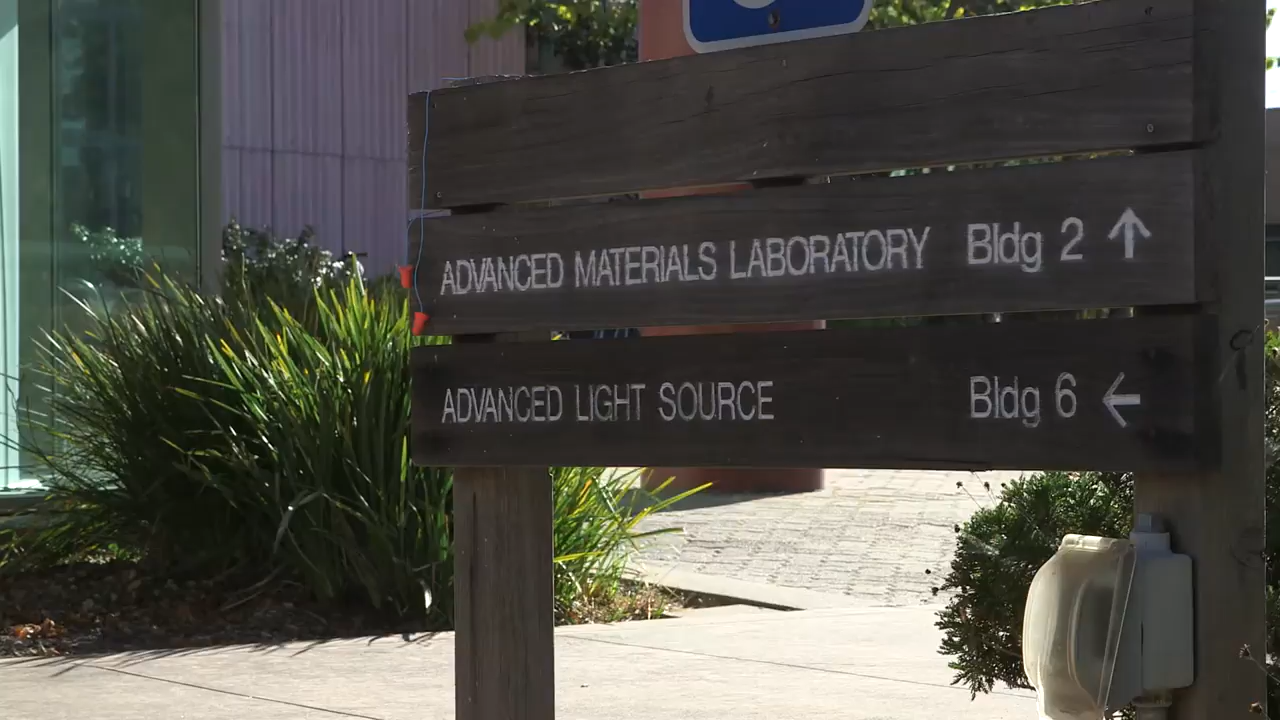 ADVANCED MATERIALS LABORATORY Bldg 2 ↑
ADVANCED LIGHT SOURCE Bldg 6 ←